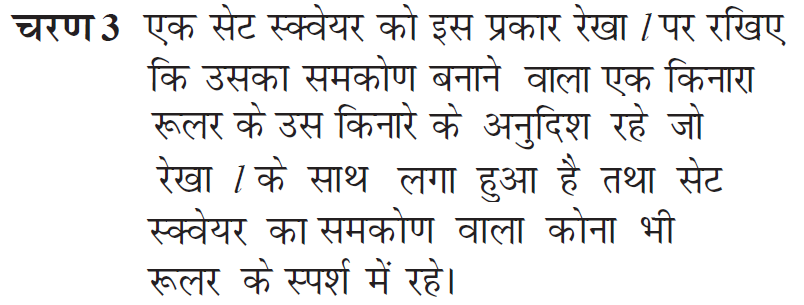 चरण 3 एक सेट स्क्वेयर को इस प्रकार रेखा l पर रखिए
कि उसका समकोण बनाने वाला एक किनारा
रूलर के उस किनारे के अनुदिश रहे जो
रेखा l के साथ लगा हुआ है तथा सेट
स्क्वेयर का समकोण वाला कोना भी
रूलर के स्पर्श में रहे।